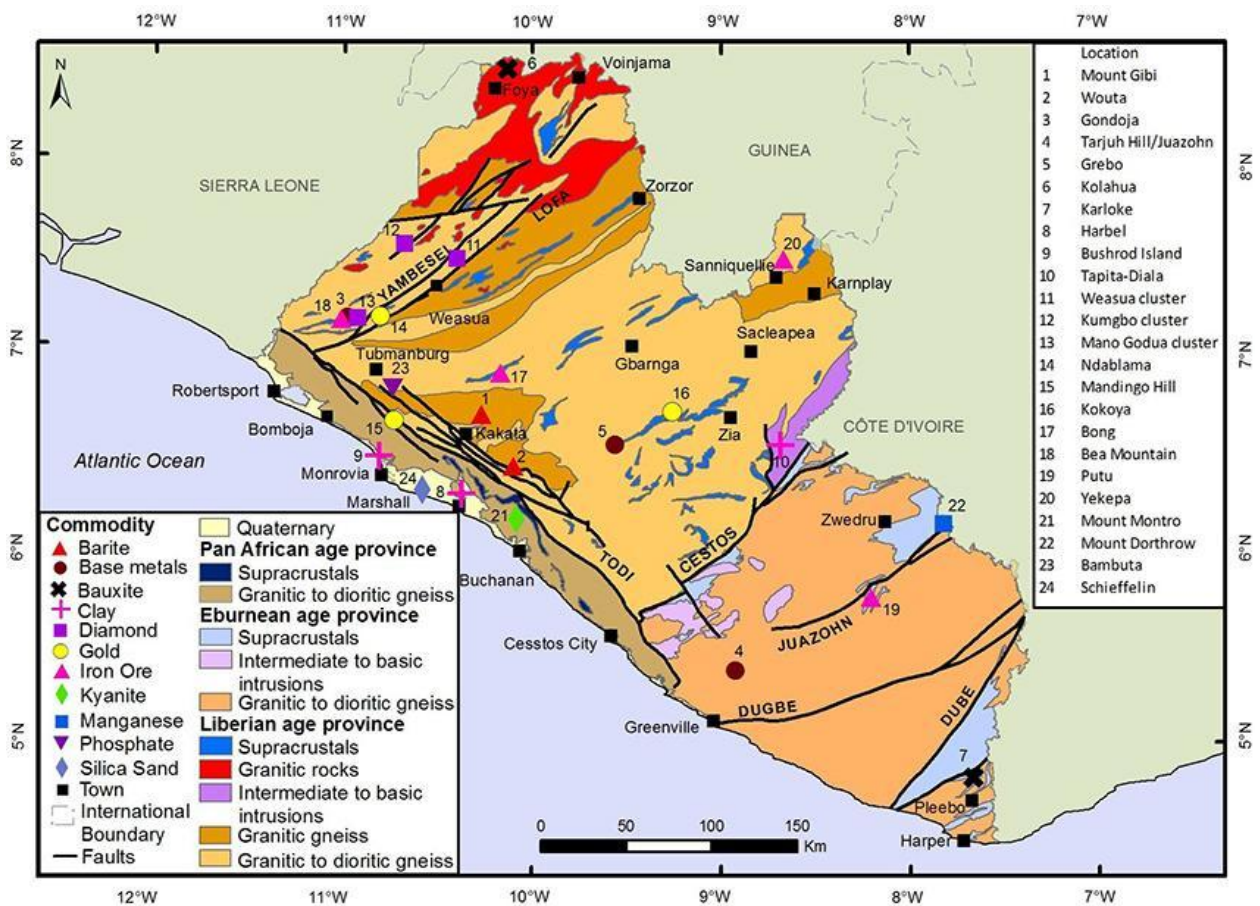 12°W
11°W
10°W
9°W
8°W
7°W
N
8°N
7°N
6°N
5°N
8°N
7°N
6°N
5°N
SIERRA LEONE
GUINEA
CÔTE D'IVOIRE
Atlantic Ocean
6
Voinjama
Foya
Zorzor
LOFA
12
11
YAMBESEI
20
Sanniquellie
Karnplay
18
3
13
14
Weasua
Sacleapea
Gbarnga
Tubmanburg
23
17
Robertsport
16
1
Bomboja
15
Kakata
5
Zia
9
2
10
Monrovia
24
8
Marshall
22
Zwedru
21
CESTOS
TODI
Buchanan
19
JUAZOHN
Cesstos City
4
DUGBE
DUBE
Greenville
7
Pleebo
Harper
0 50 100 150
Km
Location
1 Mount Gibi
2 Wouta
3 Gondoja
4 Tarjuh Hill/Juazohn
5 Grebo
6 Kolahua
7 Karloke
8 Harbel
9 Bushrod Island
10 Tapita-Diala
11 Weasua cluster
12 Kumgbo cluster
13 Mano Godua cluster
14 Ndablama
15 Mandingo Hill
16 Kokoya
17 Bong
18 Bea Mountain
19 Putu
20 Yekepa
21 Mount Montro
22 Mount Dorthrow
23 Bambuta
24 Schieffelin
Commodity
Barite
Base metals
Bauxite
Clay
Diamond
Gold
Iron Ore
Kyanite
Manganese
Phosphate
Silica Sand
Town
International
Boundary
Faults
Quaternary
Pan African age province
Supracrustals
Granitic to dioritic gneiss
Eburnean age province
Supracrustals
Intermediate to basic
intrusions
Granitic to dioritic gneiss
Liberian age province
Supracrustals
Granitic rocks
Intermediate to basic
intrusions
Granitic gneiss
Granitic to dioritic gneiss
12°W
11°W
10°W
9°W
8°W
7°W